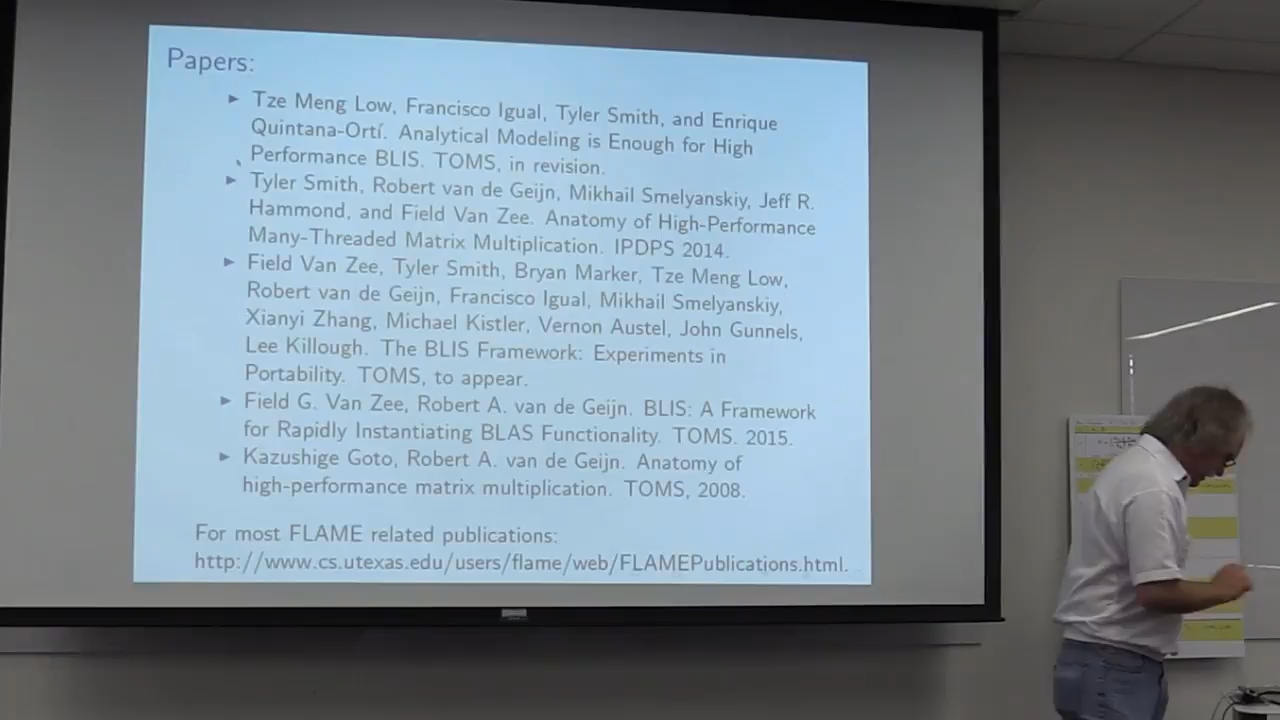 Papers:
► Tze Meng Low, Francisco Igual, Tyler Smith, and Enrique
Quintana-Ortí. Analytical Modeling is Enough for High
Performance BLIS. TOMS, in revision.
► Tyler Smith, Robert van de Geijn, Mikhail Smelyanskiy, Jeff R.
Hammond, and Field Van Zee. Anatomy of High-Performance
Many-Threaded Matrix Multiplication. IPDPS 2014.
► Field Van Zee, Tyler Smith, Bryan Marker, Tze Meng Low,
Robert van de Geijn, Francisco Igual, Mikhail Smelyanskiy,
Xianyi Zhang, Michael Kistler, Vernon Austel, John Gunnels,
Lee Killough. The BLIS Framework: Experiments in
Portability. TOMS, to appear.
► Field G. Van Zee, Robert A. van de Geijn. BLIS: A Framework
for Rapidly Instantiating BLAS Functionality. TOMS. 2015.
► Kazushige Goto, Robert A. van de Geijn. Anatomy of
high-performance matrix multiplication. TOMS, 2008.
For most FLAME related publications:
http://www.cs.utexas.edu/users/flame/web/FLAMEPublications.html.